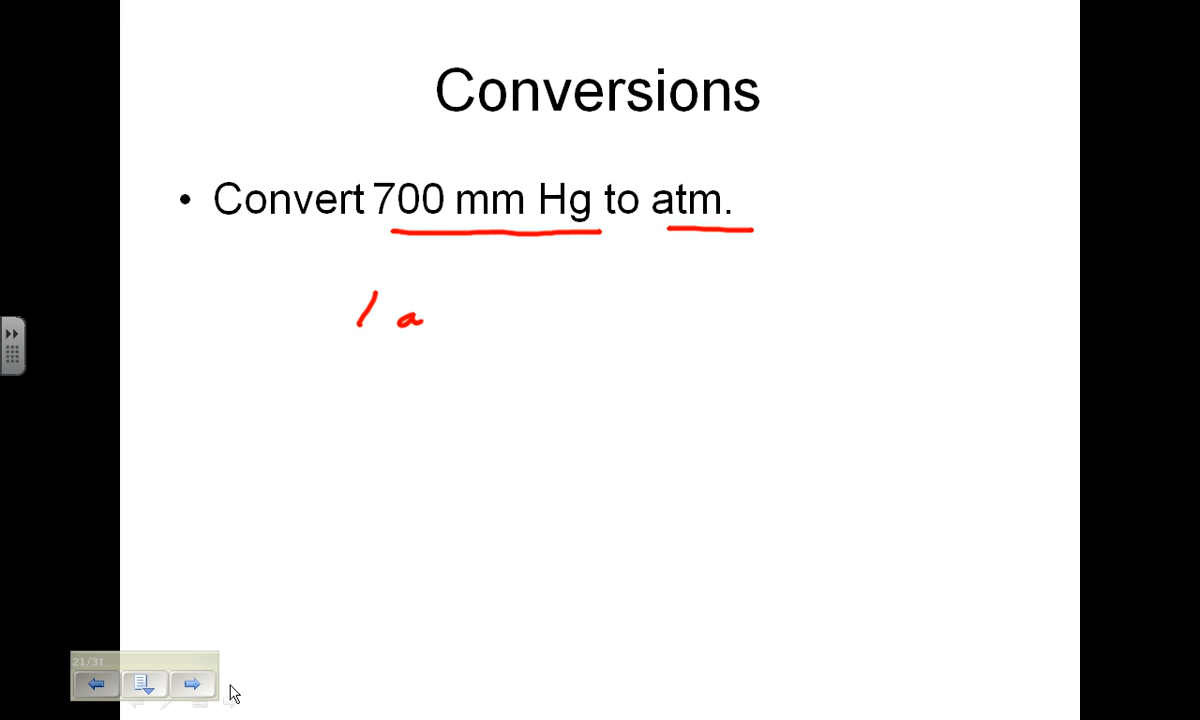 Conversions
• Convert 700 mm Hg to atm.
1 a
21/31